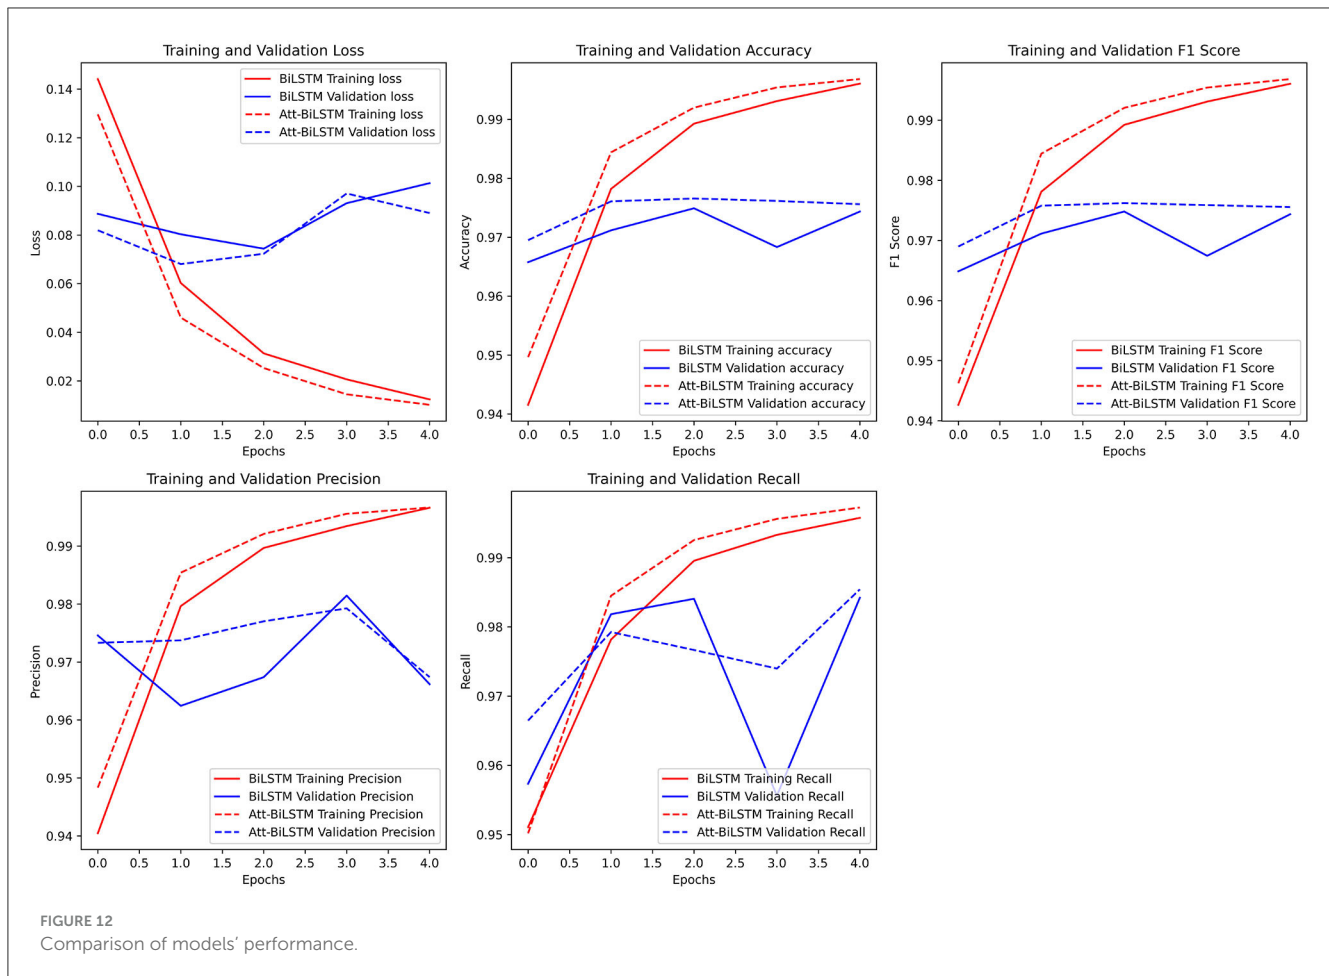 Training and Validation Loss
0.14
0.12
0.10
0.08
0.06
0.04
0.02
Loss
BiLSTM Training loss
BiLSTM Validation loss
Att-BiLSTM Training loss
Att-BiLSTM Validation loss
0.0 0.5 1.0 1.5 2.0 2.5 3.0 3.5 4.0
Epochs
Training and Validation Accuracy
0.99
0.98
0.97
0.96
0.95
0.94
Accuracy
BiLSTM Training accuracy
BiLSTM Validation accuracy
Att-BiLSTM Training accuracy
Att-BiLSTM Validation accuracy
0.0 0.5 1.0 1.5 2.0 2.5 3.0 3.5 4.0
Epochs
Training and Validation F1 Score
0.99
0.98
0.97
0.96
0.95
0.94
F1 Score
BiLSTM Training F1 Score
BiLSTM Validation F1 Score
Att-BiLSTM Training F1 Score
Att-BiLSTM Validation F1 Score
0.0 0.5 1.0 1.5 2.0 2.5 3.0 3.5 4.0
Epochs
Training and Validation Precision
0.99
0.98
0.97
0.96
0.95
0.94
Precision
BiLSTM Training Precision
BiLSTM Validation Precision
Att-BiLSTM Training Precision
Att-BiLSTM Validation Precision
0.0 0.5 1.0 1.5 2.0 2.5 3.0 3.5 4.0
Epochs
Training and Validation Recall
0.99
0.98
0.97
0.96
0.95
Recall
BiLSTM Training Recall
BiLSTM Validation Recall
Att-BiLSTM Training Recall
Att-BiLSTM Validation Recall
0.0 0.5 1.0 1.5 2.0 2.5 3.0 3.5 4.0
Epochs
FIGURE 12
Comparison of models' performance.